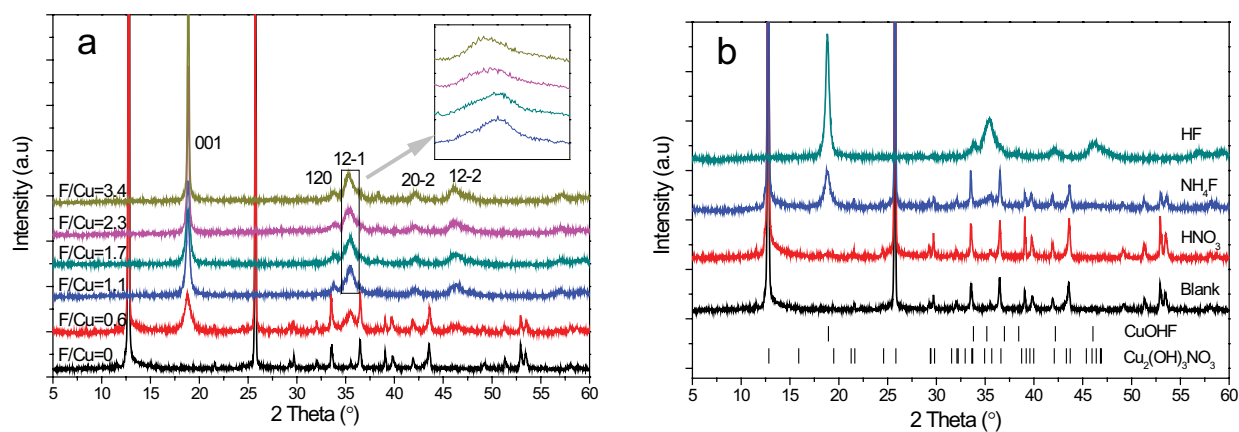 a
Intensity (a.u)
001
120
12-1
20-2
12-2
F/Cu=3.4
F/Cu=2.3
F/Cu=1.7
F/Cu=1.1
F/Cu=0.6
F/Cu=0
5 10 15 20 25 30 35 40 45 50 55 60
2 Theta (°)
b
Intensity (a.u)
HF
NH₄F
HNO₃
Blank
CuOHF
Cu₂(OH)₃NO₃
5 10 15 20 25 30 35 40 45 50 55 60
2 Theta (°)